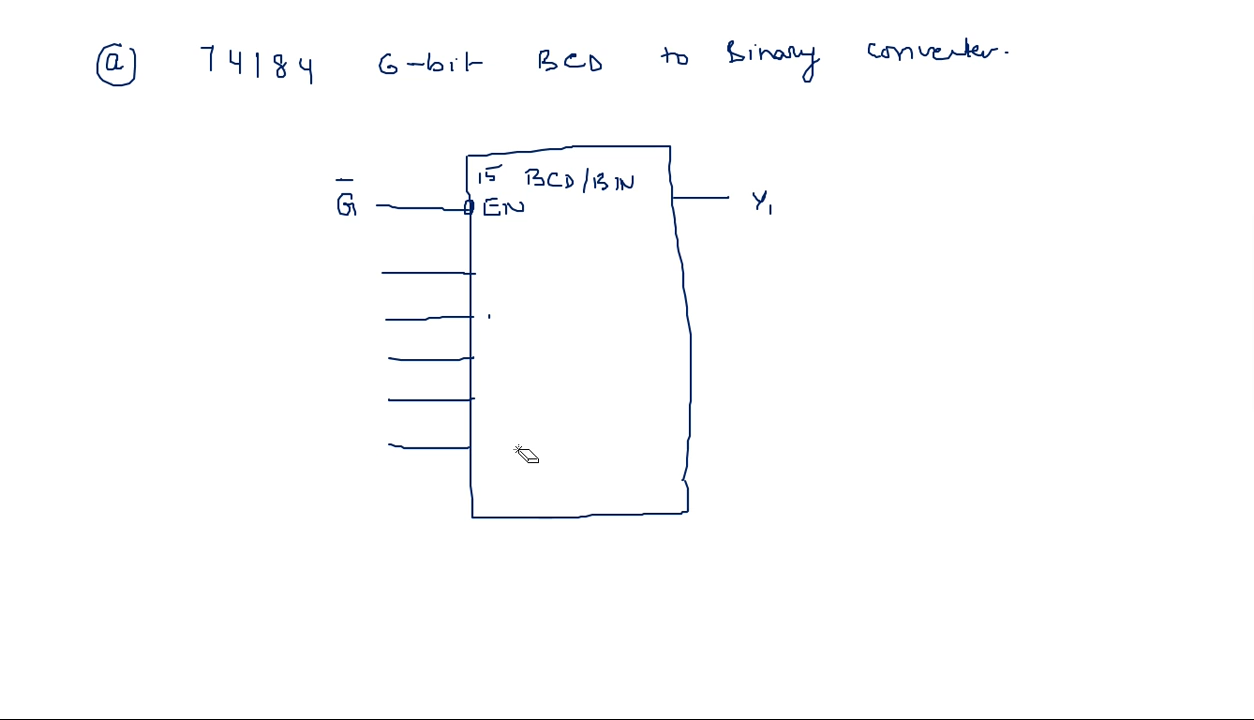 (a) 74184 6-bit BCD to Binary converter.
15 BCD/BIN
G̅ EN Y₁